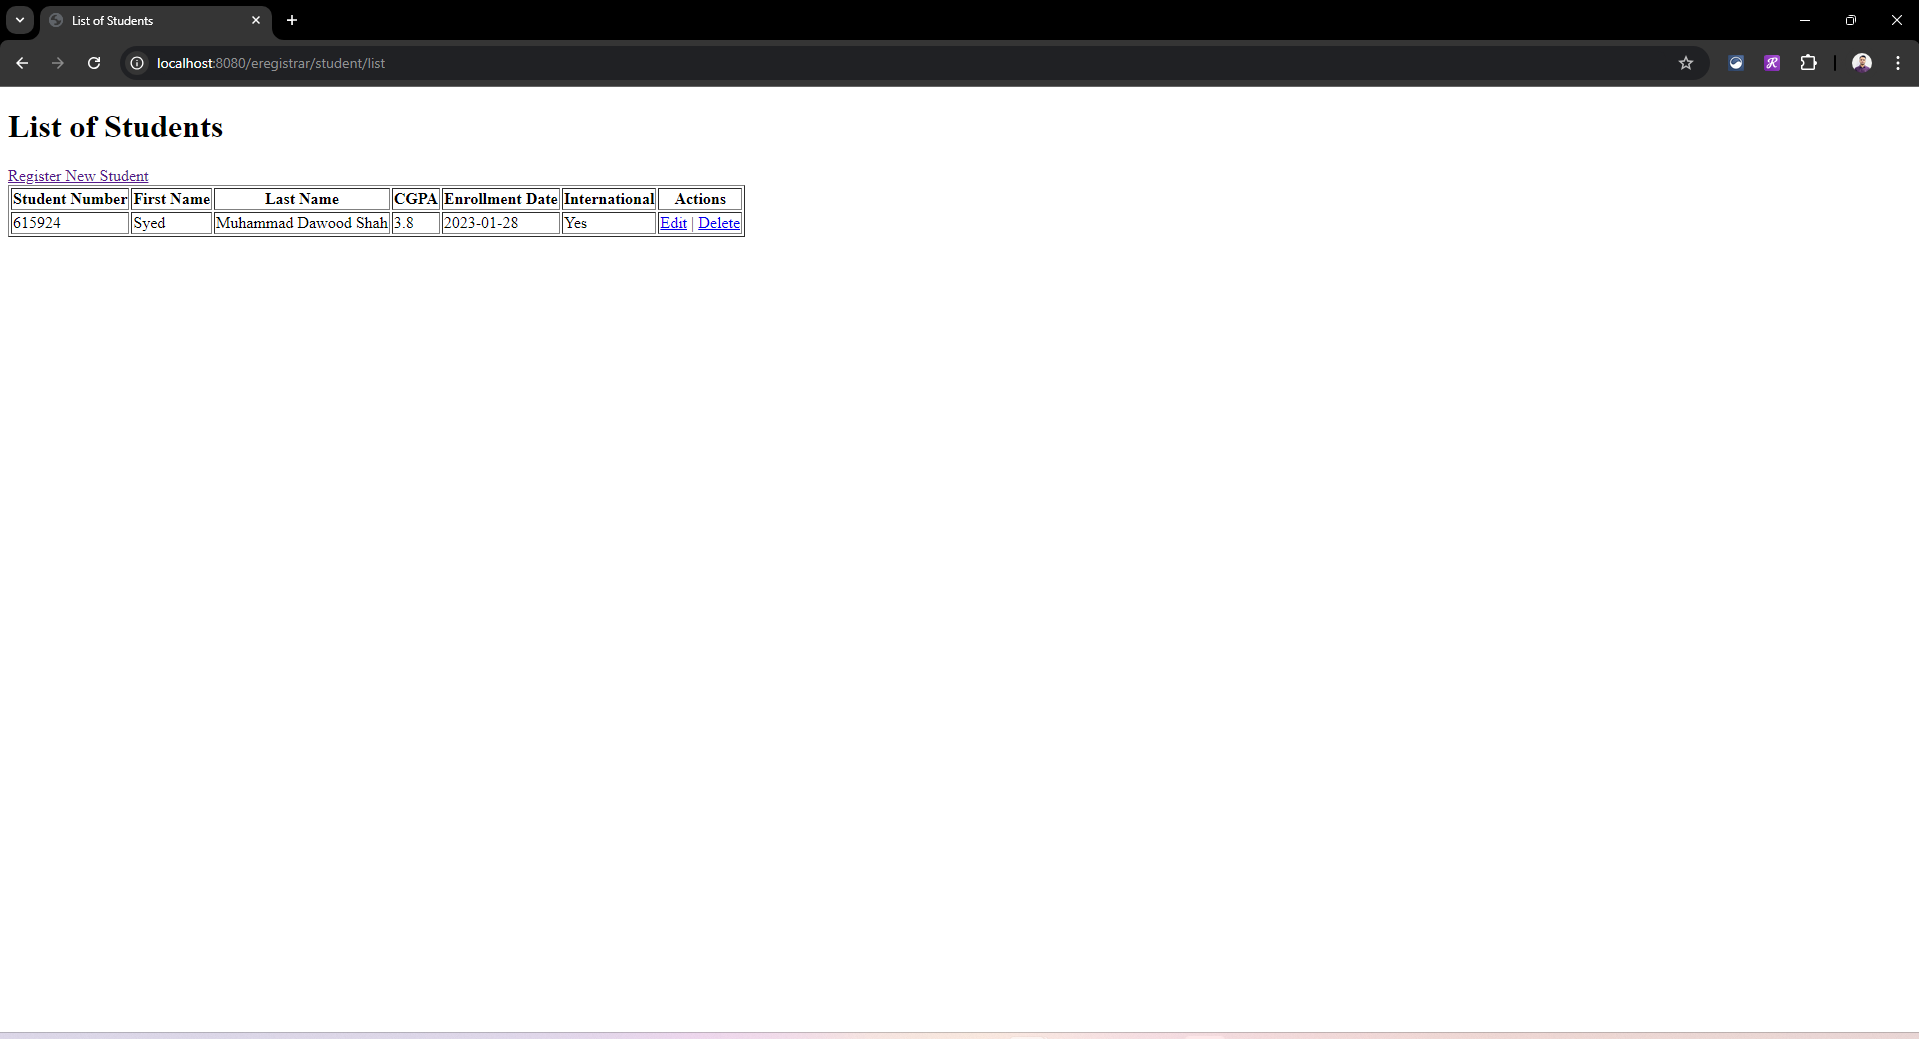 List of Students
localhost:8080/eregistrar/student/list
List of Students
Register New Student
Student Number First Name Last Name CGPA Enrollment Date International Actions
615924 Syed Muhammad Dawood Shah 3.8 2023-01-28 Yes Edit | Delete